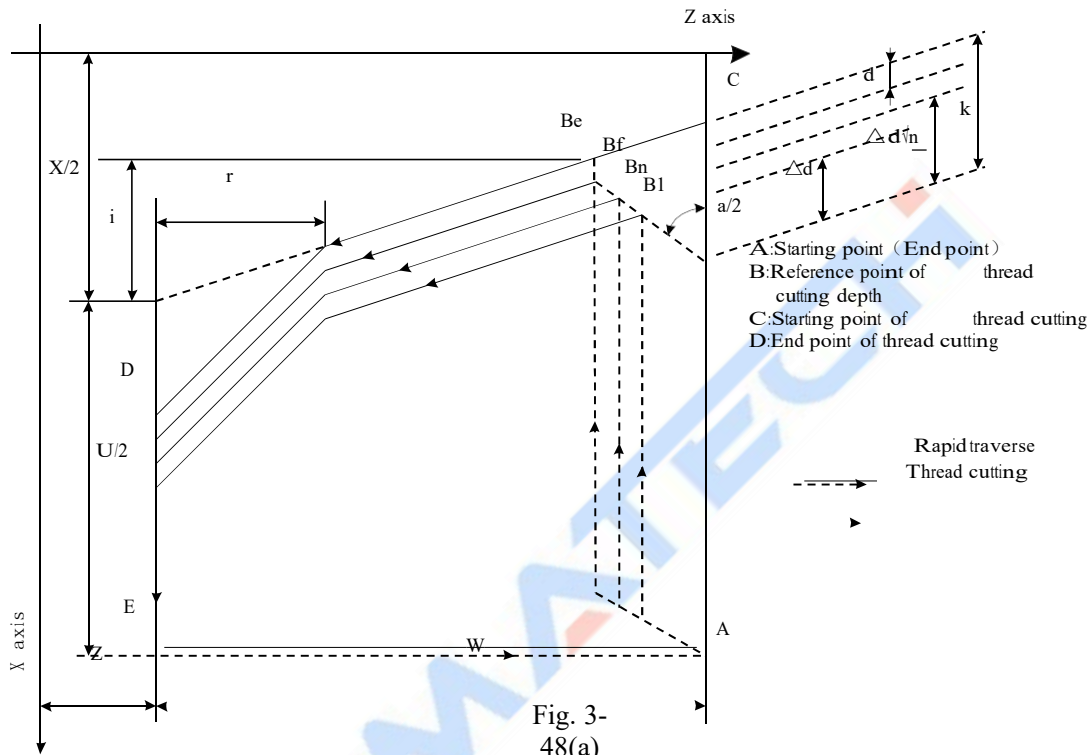 Z axis
C
d
k
Be
Bf
Bn
B1
X/2
r
△d√n
△d
i
a/2
A:Starting point（End point）
B:Reference point of thread
cutting depth
C:Starting point of thread cutting
D:End point of thread cutting
D
U/2
Rapid traverse
Thread cutting
E
A
W
Z
X axis
Fig. 3-
48(a)
MATECH